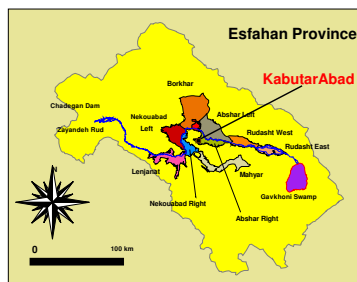 Esfahan Province
Borkhar
KabutarAbad
Chadegan Dam
Nekouabad
Left
Abshar Left
Zayandeh Rud
Rudasht West
Rudasht East
Lenjanat
Mahyar
Gavkhoni Swamp
Nekouabad Right
Abshar Right
N
0
100 km